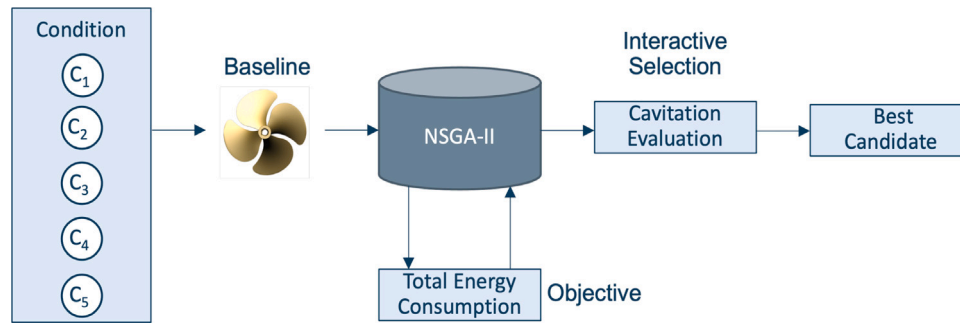 Condition
C1
C2
C3
C4
C5
Baseline
NSGA-II
Total Energy
Consumption
Objective
Interactive
Selection
Cavitation
Evaluation
Best
Candidate